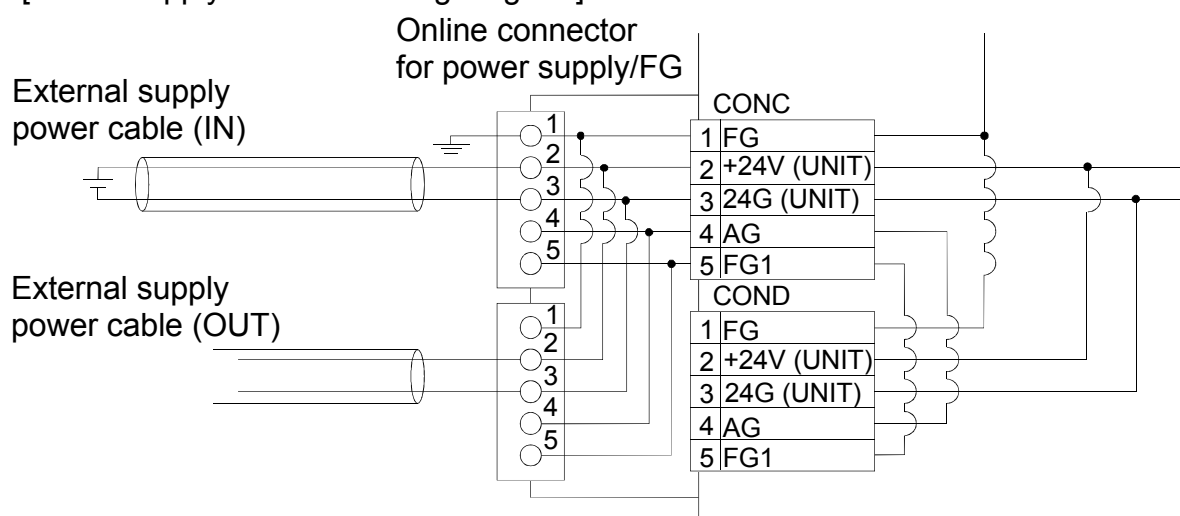 Online connector
for power supply/FG
External supply
power cable (IN)
1
2
3
4
5
CONC
1 FG
2 +24V (UNIT)
3 24G (UNIT)
4 AG
5 FG1
External supply
power cable (OUT)
1
2
3
4
5
COND
1 FG
2 +24V (UNIT)
3 24G (UNIT)
4 AG
5 FG1